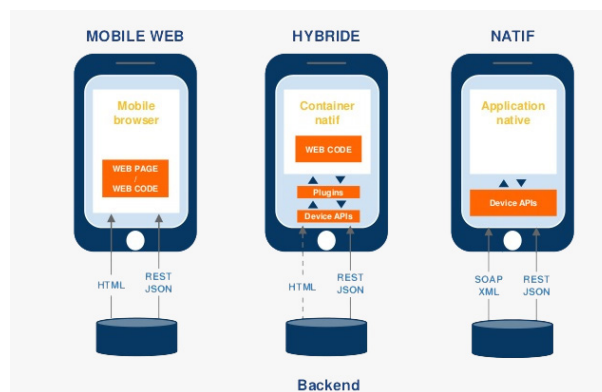 MOBILE WEB
Mobile
browser
WEB PAGE
/
WEB CODE
HTML
REST
JSON
HYBRIDE
Container
natif
WEB CODE
Plugins
Device APIs
HTML
REST
JSON
NATIF
Application
native
Device APIs
SOAP
XML
REST
JSON
Backend